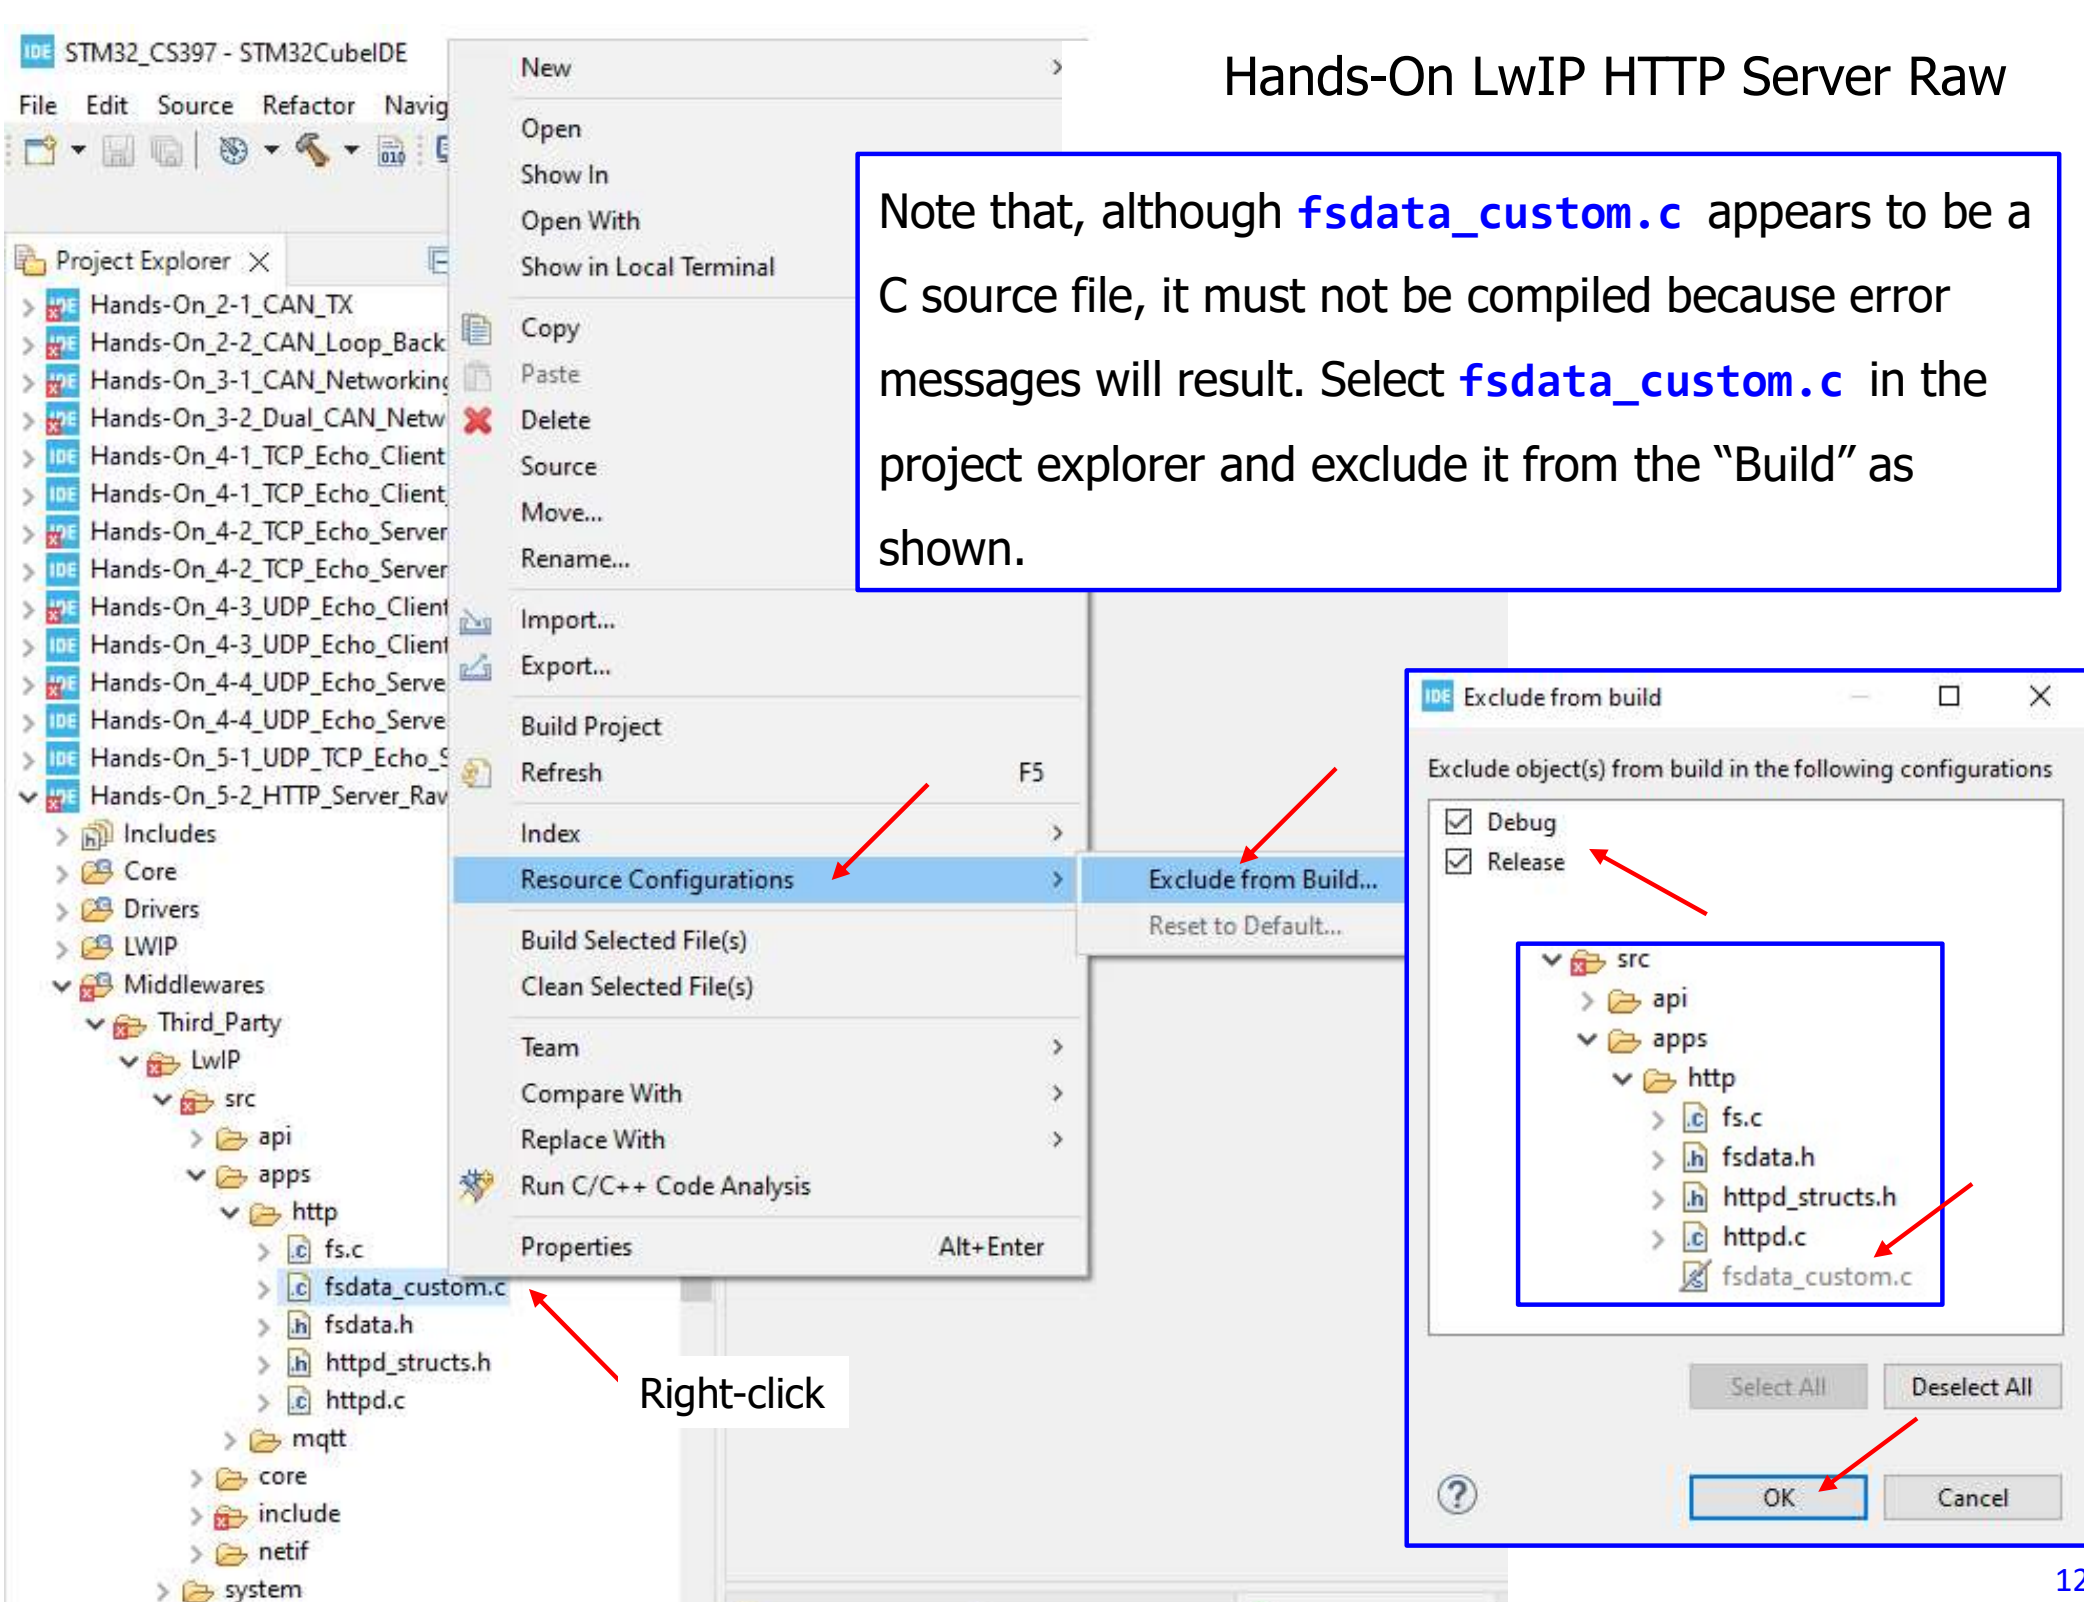 Hands-On LwIP HTTP Server Raw
IDE STM32_CS397 - STM32CubeIDE
File Edit Source Refactor Navig
010
Project Explorer
Hands-On_2-1_CAN_TX
Hands-On_2-2_CAN_Loop_Back
Hands-On_3-1_CAN_Networking
Hands-On_3-2_Dual_CAN_Netw
Hands-On_4-1_TCP_Echo_Client
Hands-On_4-1_TCP_Echo_Client_
Hands-On_4-2_TCP_Echo_Server
Hands-On_4-2_TCP_Echo_Server
Hands-On_4-3_UDP_Echo_Client
Hands-On_4-3_UDP_Echo_Client
Hands-On_4-4_UDP_Echo_Serve
Hands-On_4-4_UDP_Echo_Serve
Hands-On_5-1_UDP_TCP_Echo_S
Hands-On_5-2_HTTP_Server_Raw
Includes
Core
Drivers
LWIP
Middlewares
Third_Party
LwIP
src
api
apps
http
fs.c
fsdata_custom.c
fsdata.h
httpd_structs.h
httpd.c
mqtt
core
include
netif
system
New
Open
Show In
Open With
Show in Local Terminal
Copy
Paste
Delete
Source
Move...
Rename...
Import...
Export...
Build Project
Refresh F5
Index
Resource Configurations
Build Selected File(s)
Clean Selected File(s)
Team
Compare With
Replace With
Run C/C++ Code Analysis
Properties Alt+Enter
Exclude from Build...
Reset to Default...
Right-click
Note that, although fsdata_custom.c appears to be a
C source file, it must not be compiled because error
messages will result. Select fsdata_custom.c in the
project explorer and exclude it from the “Build” as
shown.
IDE Exclude from build
Exclude object(s) from build in the following configurations
Debug
Release
src
api
apps
http
fs.c
fsdata.h
httpd_structs.h
httpd.c
fsdata_custom.c
Select All Deselect All
OK Cancel
12